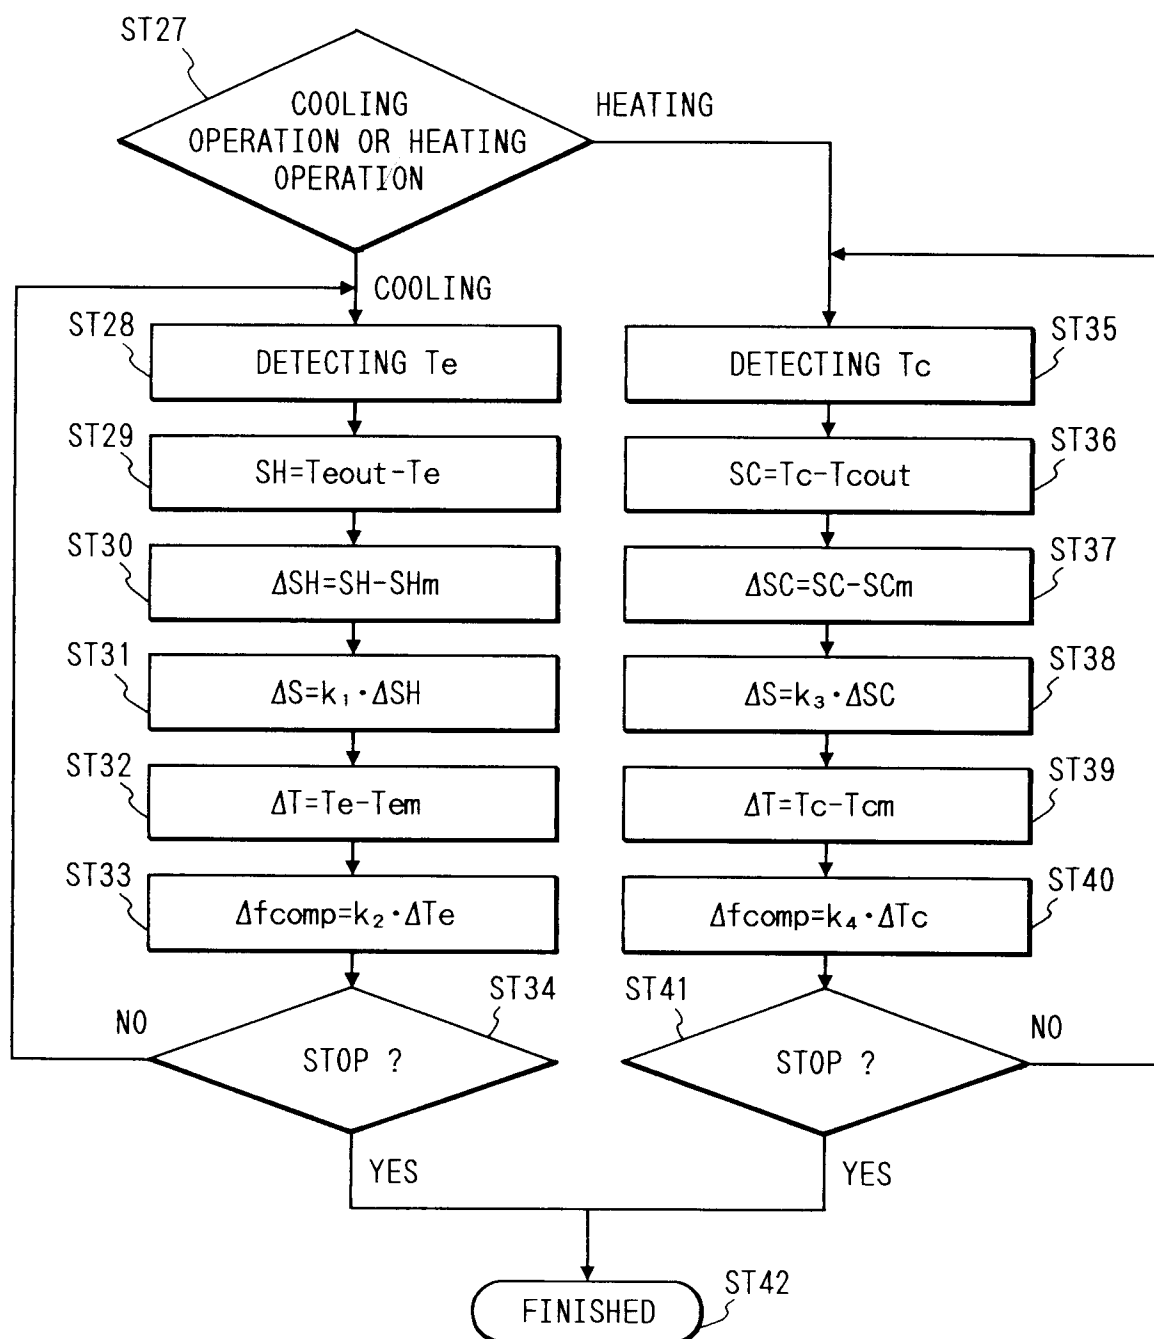 ST27
COOLING
OPERATION OR HEATING
OPERATION
HEATING
COOLING
ST28
DETECTING Te
ST29
SH=Teout-Te
ST30
ΔSH=SH-SHm
ST31
ΔS=k₁·ΔSH
ST32
ΔT=Te-Tem
ST33
Δfcomp=k₂·ΔTe
ST34
STOP ?
NO
YES
ST35
DETECTING Tc
ST36
SC=Tc-Tcout
ST37
ΔSC=SC-SCm
ST38
ΔS=k₃·ΔSC
ST39
ΔT=Tc-Tcm
ST40
Δfcomp=k₄·ΔTc
ST41
STOP ?
NO
YES
FINISHED
ST42